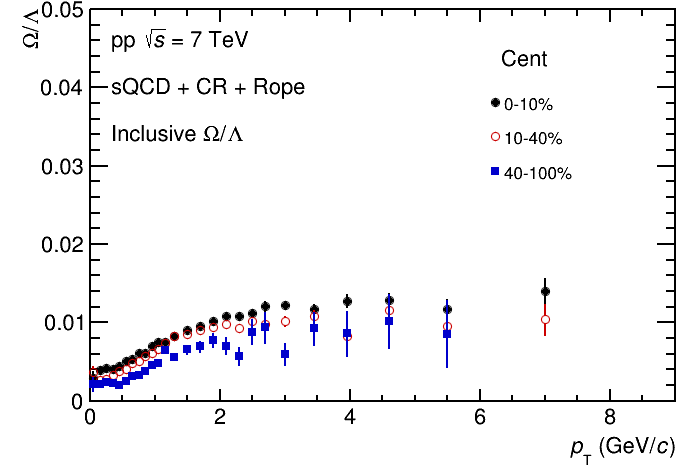 Ω/Λ
0.05
0.04
0.03
0.02
0.01
0
pp √s = 7 TeV
sQCD + CR + Rope
Inclusive Ω/Λ
Cent
0-10%
10-40%
40-100%
0 2 4 6 8
p_T (GeV/c)